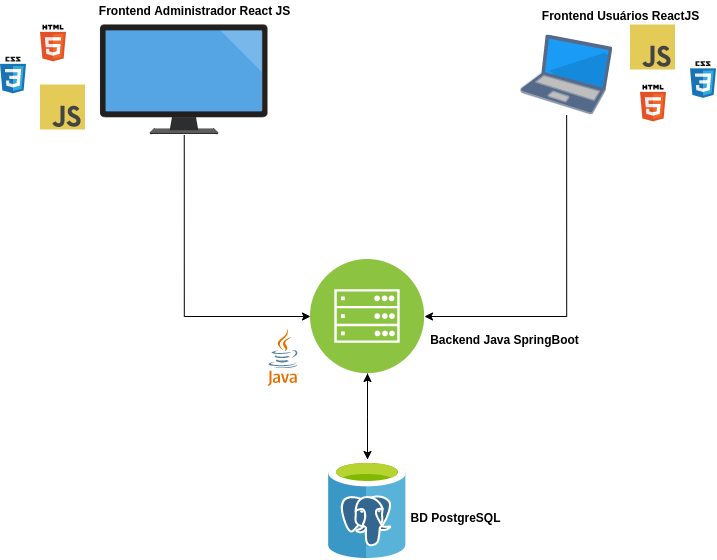 Frontend Administrador React JS
HTML
5
CSS
3
JS
Frontend Usuários ReactJS
JS
CSS
3
HTML
5
Backend Java SpringBoot
Java
BD PostgreSQL